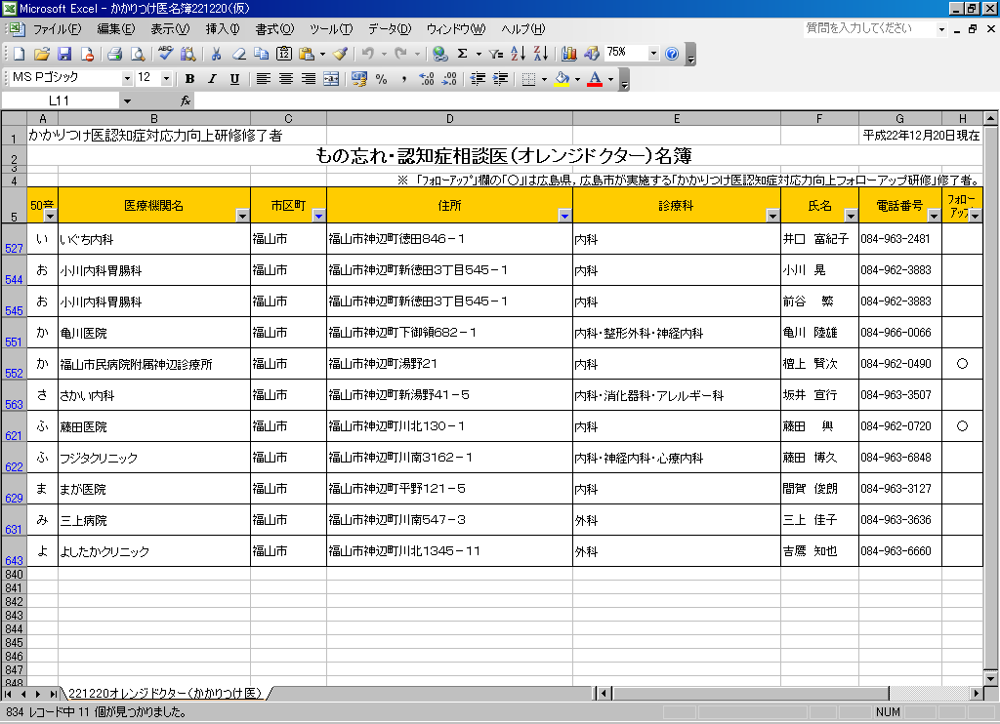 Microsoft Excel - かかりつけ医名簿221220(仮)
ファイル(F) 編集(E) 表示(V) 挿入(I) 書式(O) ツール(T) データ(D) ウィンドウ(W) ヘルプ(H) 質問を入力してください
75%
MS Pゴシック 12 B I U
L11 fx
A B C D E F G H
1 かかりつけ医認知症対応力向上研修修了者 平成22年12月20日現在
2 もの忘れ・認知症相談医(オレンジドクター)名簿
3
4 ※ 「フォローアップ」欄の「○」は広島県，広島市が実施する「かかりつけ医認知症対応力向上フォローアップ研修」修了者。
5 50音 医療機関名 市区町 住所 診療科 氏名 電話番号 フォローアップ
527 い いぐち内科 福山市 福山市神辺町徳田846－1 内科 井口 富紀子 084-963-2481
544 お 小川内科胃腸科 福山市 福山市神辺町新徳田3丁目545－1 内科 小川 晃 084-962-3883
545 お 小川内科胃腸科 福山市 福山市神辺町新徳田3丁目545－1 内科 前谷 繁 084-962-3883
551 か 亀川医院 福山市 福山市神辺町下御領682－1 内科・整形外科・神経内科 亀川 陸雄 084-966-0066
552 か 福山市民病院附属神辺診療所 福山市 福山市神辺町湯野21 内科 檀上 賢次 084-962-0490 ○
563 さ さかい内科 福山市 福山市神辺町新湯野41－5 内科・消化器科・アレルギー科 坂井 宣行 084-963-3507
621 ふ 藤田医院 福山市 福山市神辺町川北130－1 内科 藤田 興 084-962-0720 ○
622 ふ フジタクリニック 福山市 福山市神辺町川南3162－1 内科・神経内科・心療内科 藤田 博久 084-963-6848
629 ま まが医院 福山市 福山市神辺町平野121－5 内科 間賀 俊朗 084-963-3127
631 み 三上病院 福山市 福山市神辺町川南547－3 外科 三上 佳子 084-963-3636
643 よ よしたかクリニック 福山市 福山市神辺町川北1345－11 外科 吉鷹 知也 084-963-6660
840
841
842
843
844
845
846
847
848
221220オレンジドクター(かかりつけ医)
834 レコード中 11 個が見つかりました。 NUM